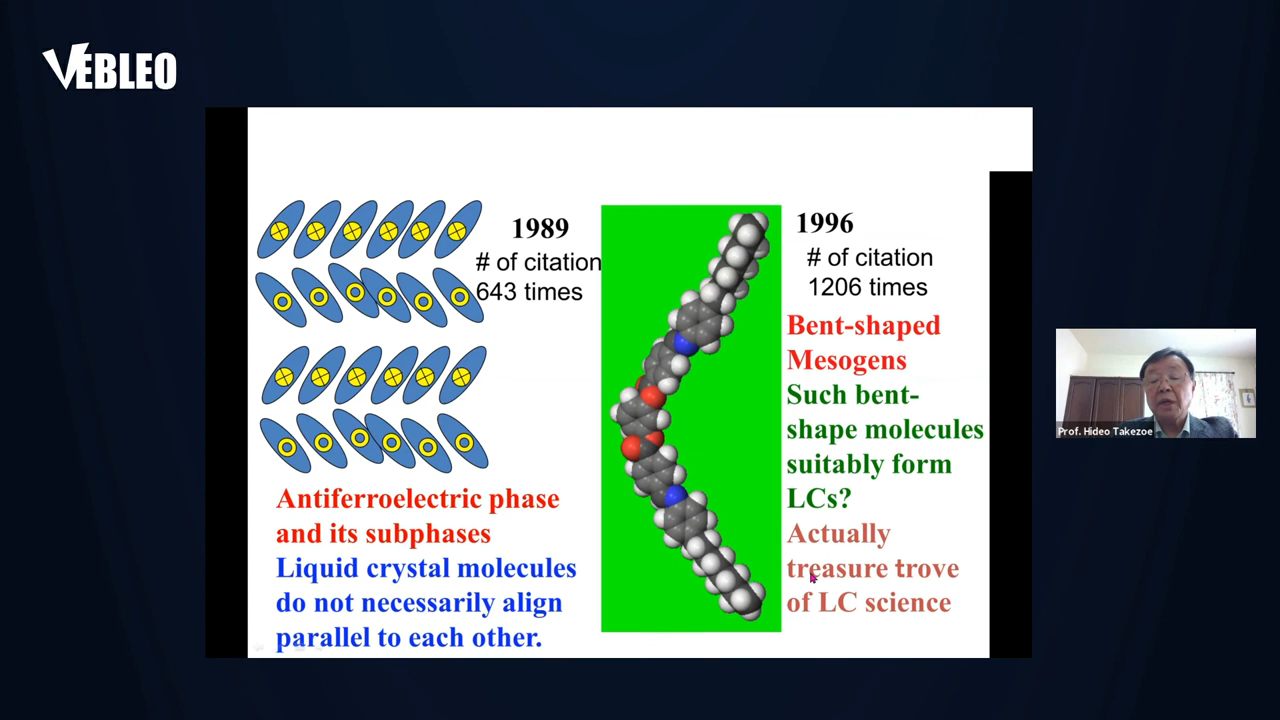 VEBLEO
1989
# of citation
643 times
Antiferroelectric phase
and its subphases
Liquid crystal molecules
do not necessarily align
parallel to each other.
1996
# of citation
1206 times
Bent-shaped
Mesogens
Such bent-
shape molecules
suitably form
LCs?
Actually
treasure trove
of LC science
Prof. Hideo Takezoe